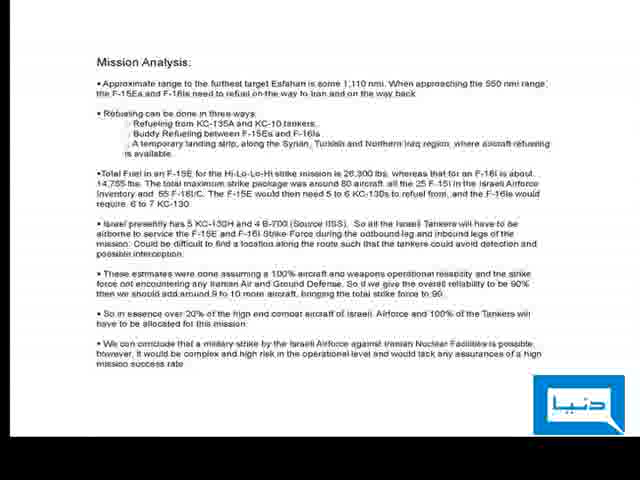 Mission Analysis:
• Approximate range to the furthest target Esfahan is some 1,110 nmi. When approaching the 550 nmi range,
the F-15Es and F-16Is need to refuel on the way to Iran and on the way back.
• Refueling can be done in three ways:
Refueling from KC-135A and KC-10 tankers.
Buddy Refueling between F-15Es and F-16Is
A temporary landing strip, along the Syrian, Turkish and Northern Iraq region, where aircraft refueling
is available.
•Total Fuel in an F-15E for the Hi-Lo-Lo-Hi strike mission is 26,300 lbs, whereas that for an F-16I is about
14,755 lbs. The total maximum strike package was around 80 aircraft, all the 25 F-15I in the Israeli Airforce
Inventory and 55 F-16I/C. The F-15E would then need 5 to 6 KC-130s to refuel from, and the F-16Is would
require 6 to 7 KC-130
• Israel presently has 5 KC-130H and 4 B-700 (Source IISS). So all the Israeli Tankers will have to be
airborne to service the F-15E and F-16I Strike Force during the outbound leg and inbound legs of the
mission. Could be difficult to find a location along the route such that the tankers could avoid detection and
possible interception.
• These estimates were done assuming a 100% aircraft and weapons operational reliability and the strike
force not encountering any Iranian Air and Ground Defense. So if we give the overall reliability to be 90%
then we should add around 9 to 10 more aircraft, bringing the total strike force to 90.
• So in essence over 20% of the high end combat aircraft of Israeli Airforce and 100% of the Tankers will
have to be allocated for this mission
• We can conclude that a military strike by the Israeli Airforce against Iranian Nuclear Facilities is possible,
however, it would be complex and high risk in the operational level and would lack any assurances of a high
mission success rate
دنیا